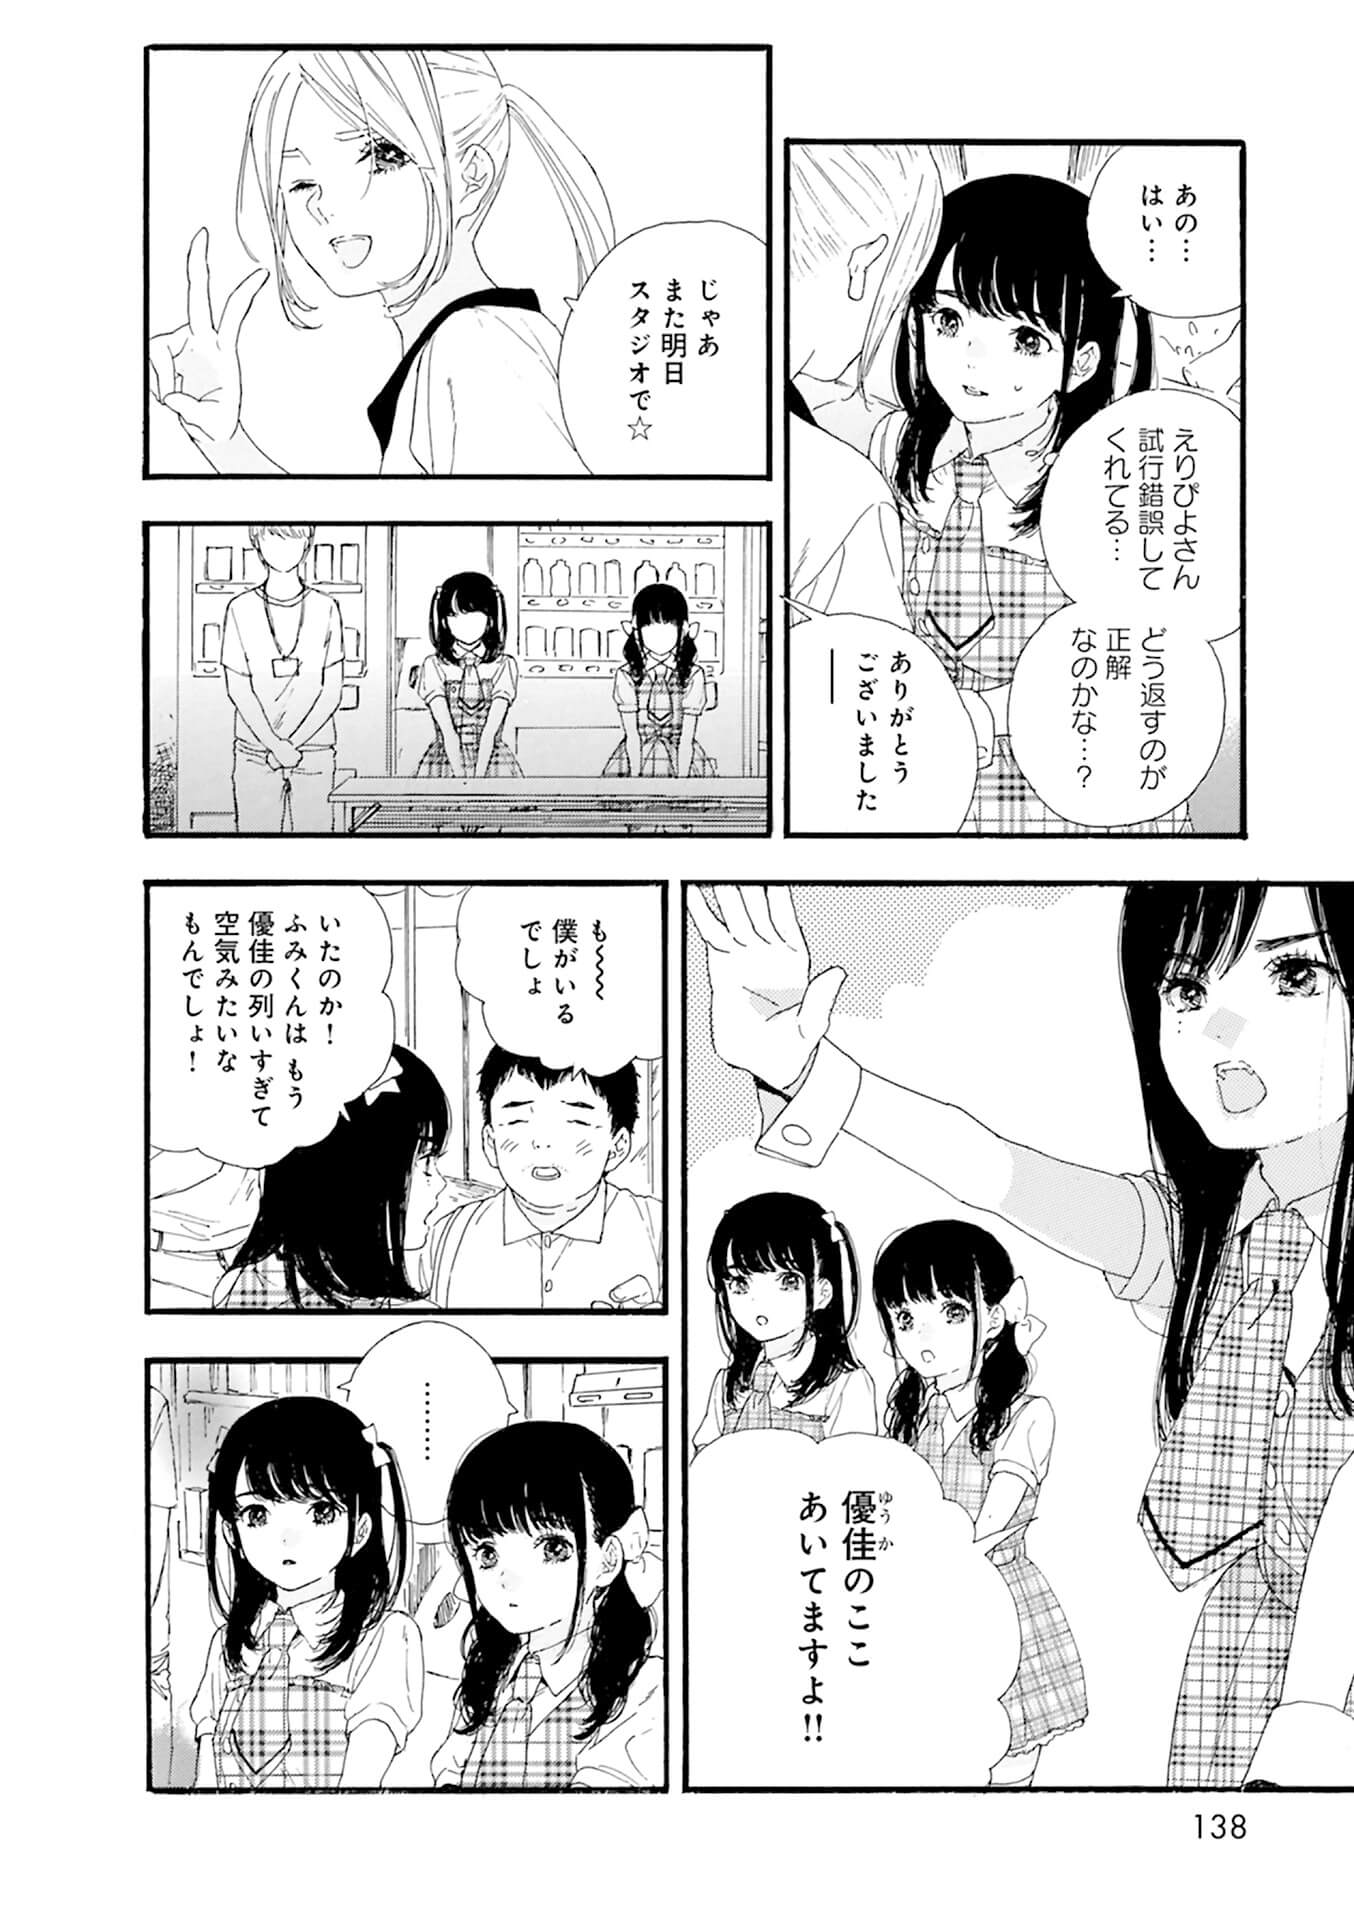 あの…
はい…
えりぴよさん
試行錯誤して
くれてる…
どう返すのが
正解
なのかな…?
ありがとう
ございました
――
じゃあ
また明日
スタジオで☆
優佳のここ
ゆうか
あいてますよ!!
も〜〜〜
僕がいる
でしょ
いたのか!
ふみくんは もう
優佳の列いすぎて
空気みたいな
もんでしょ!
………
138